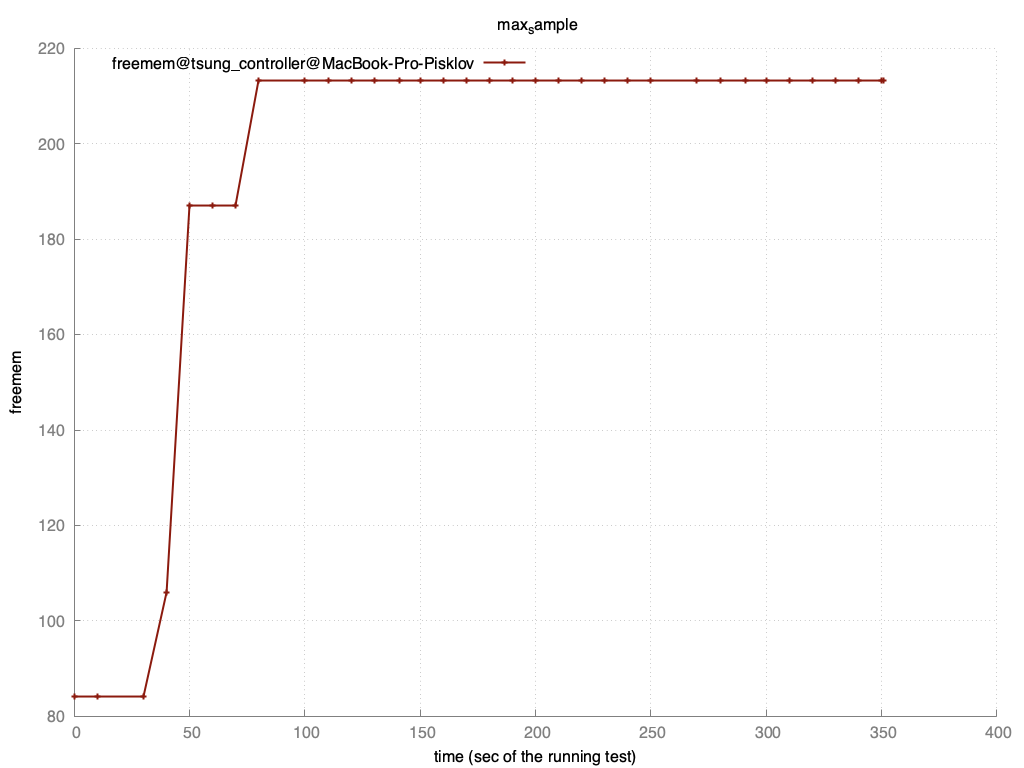 maxsample
220
freemem@tsung_controller@MacBook-Pro-Pisklov
200
180
160
140
120
100
80
freemem
0 50 100 150 200 250 300 350 400
time (sec of the running test)